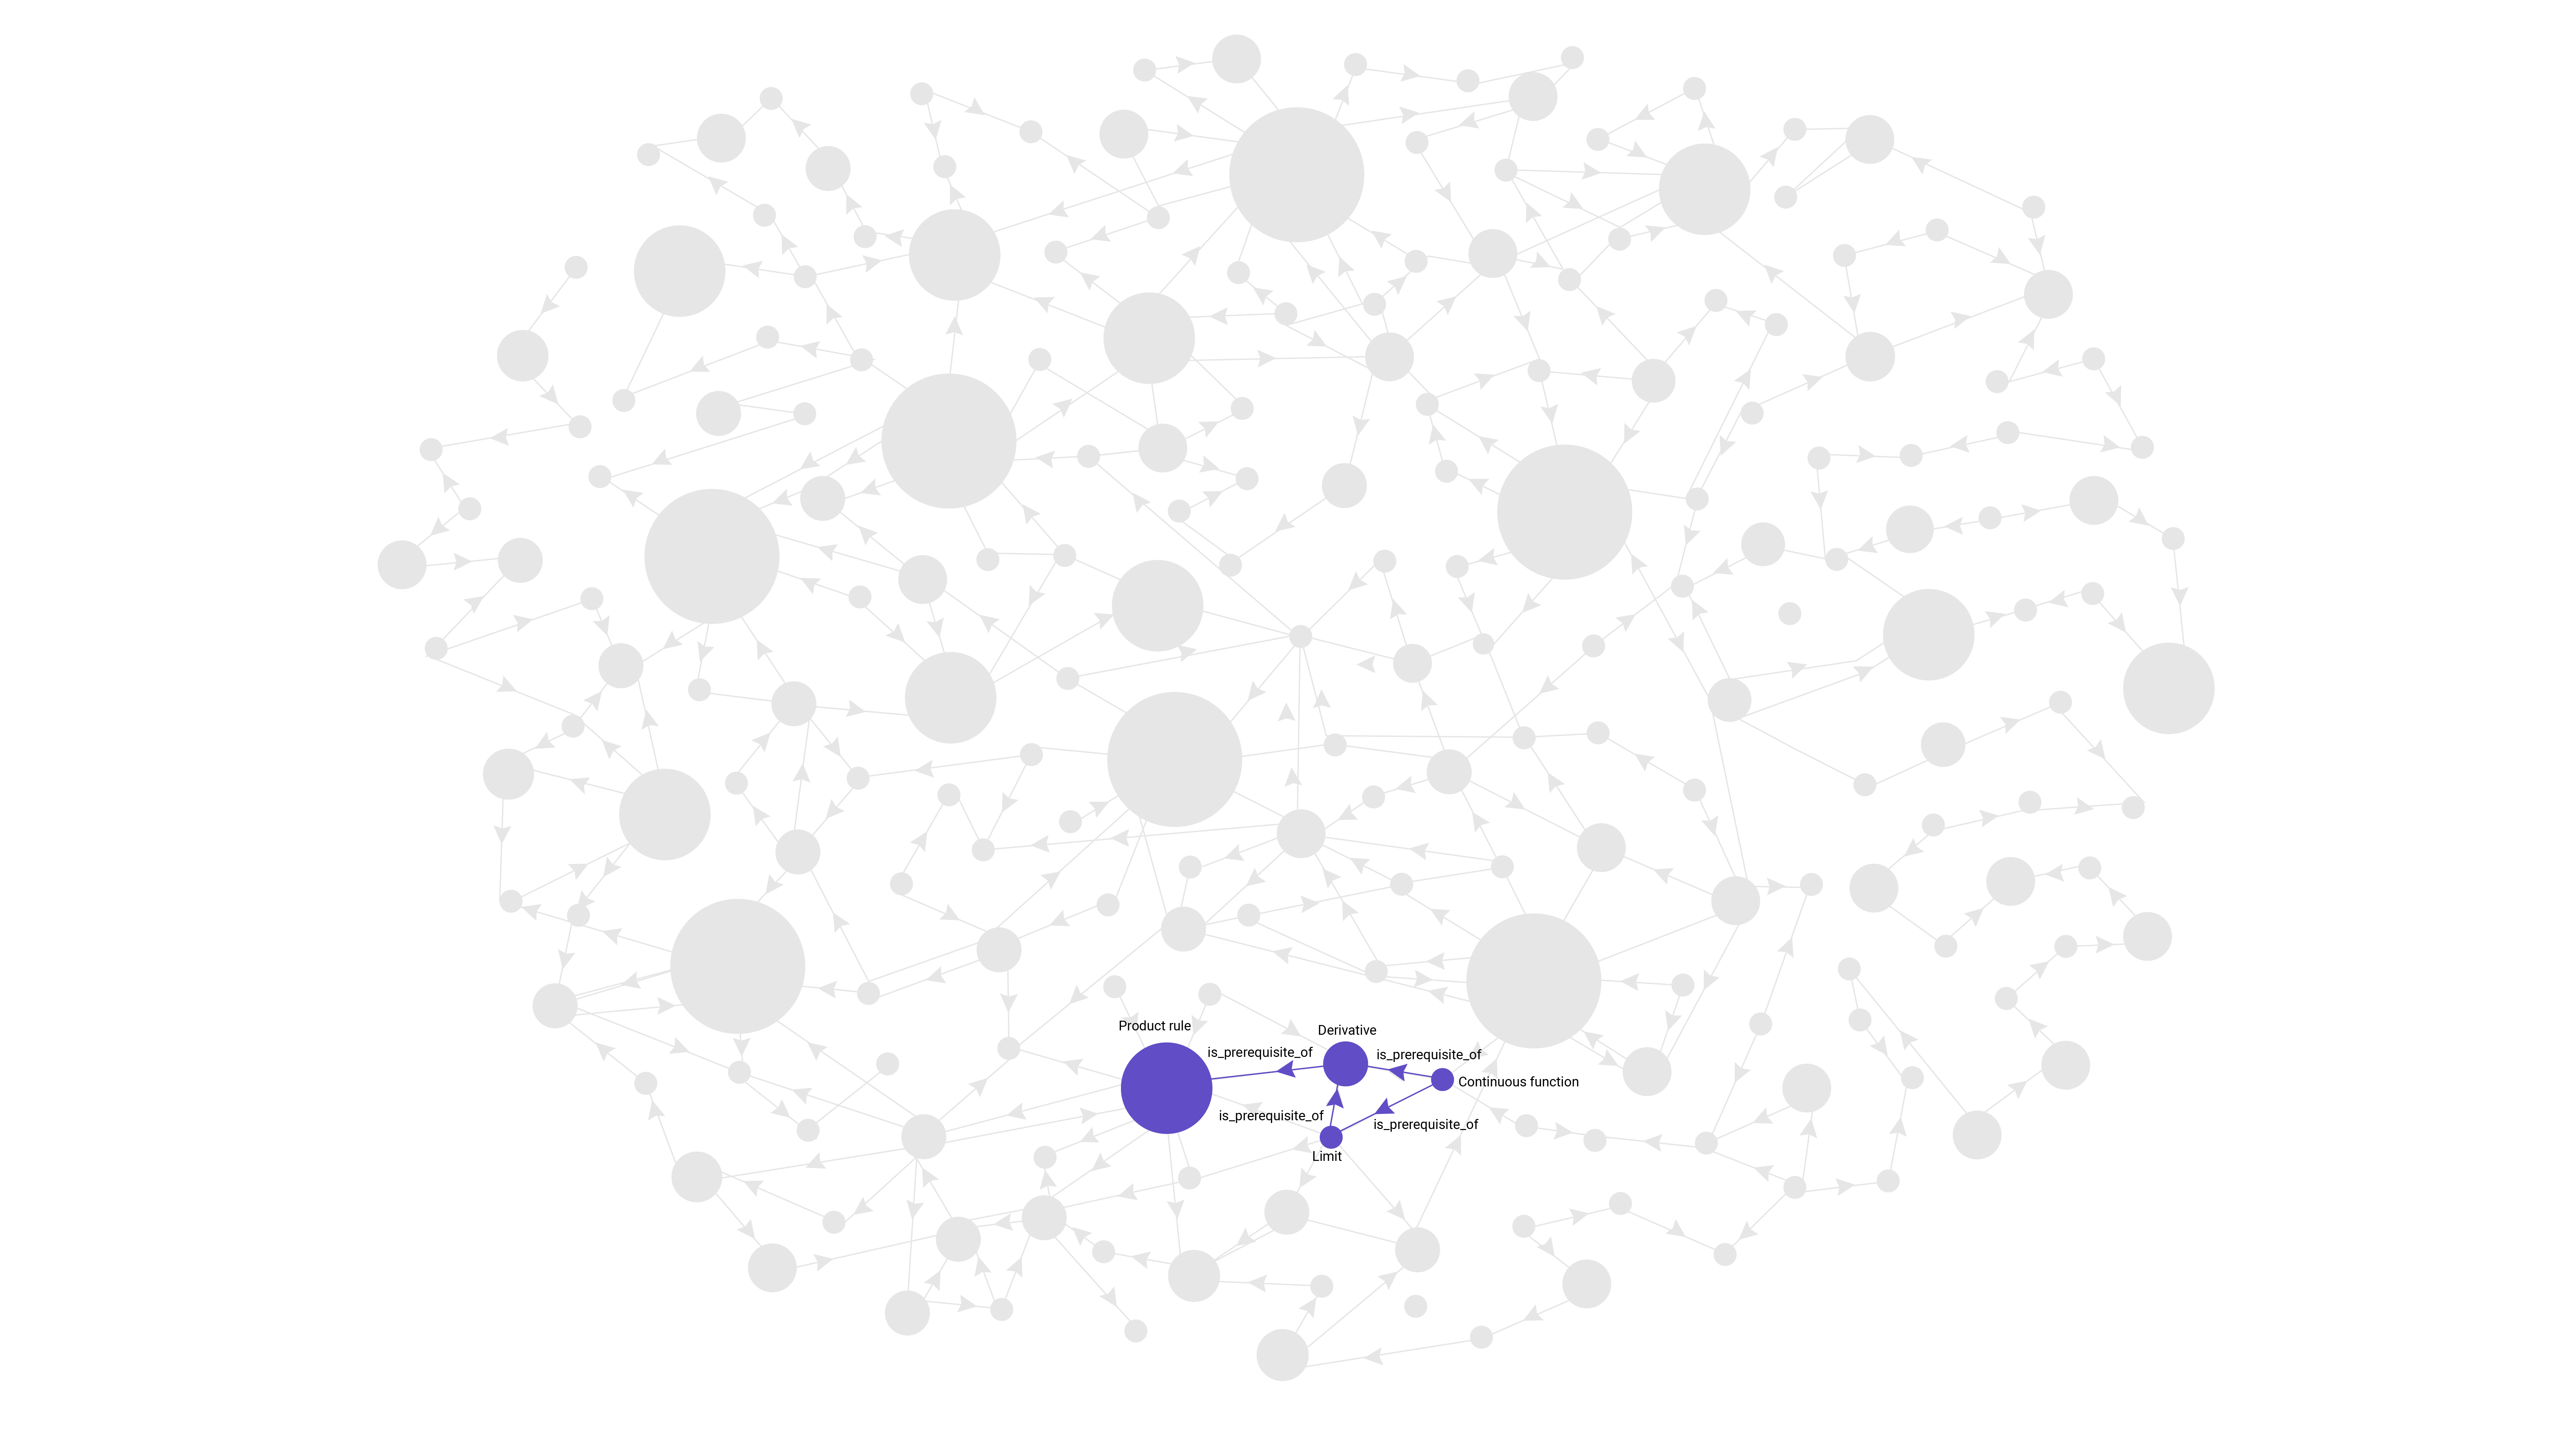 Product rule
Derivative
is_prerequisite_of
is_prerequisite_of
Continuous function
is_prerequisite_of
is_prerequisite_of
Limit